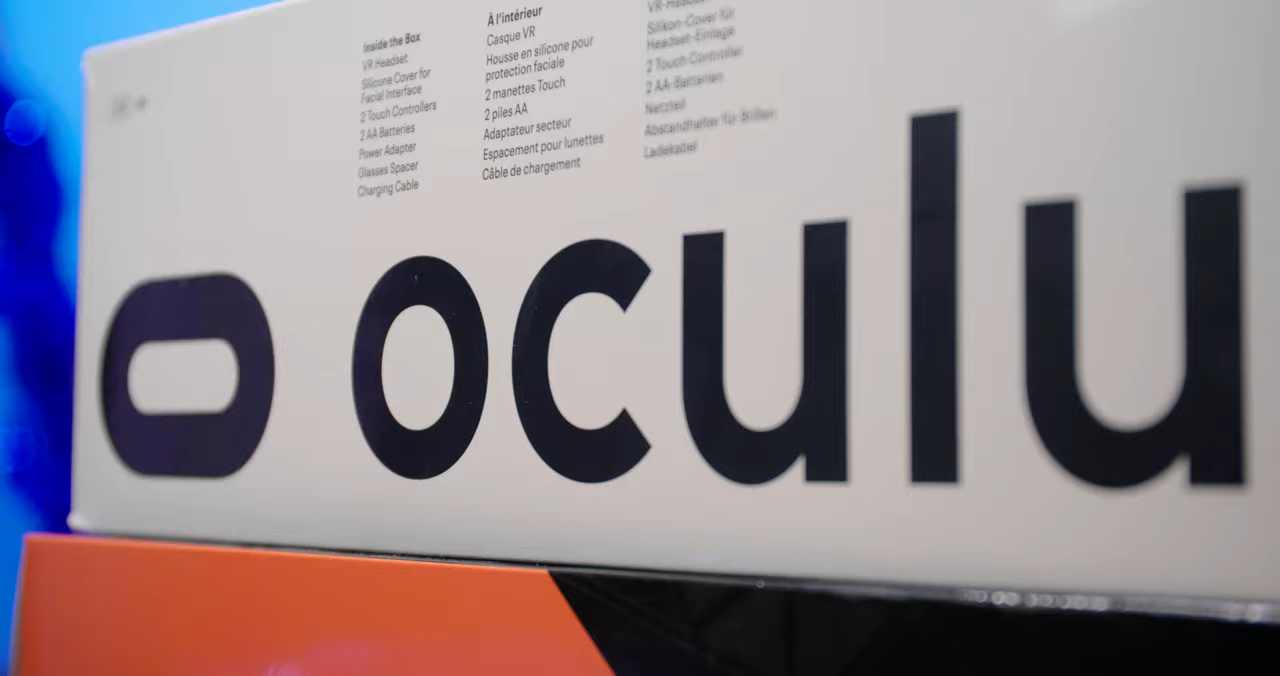 Inside the Box
VR Headset
Silicone Cover for
Facial Interface
2 Touch Controllers
2 AA Batteries
Power Adapter
Glasses Spacer
Charging Cable
À l'intérieur
Casque VR
Housse en silicone pour
protection faciale
2 manettes Touch
2 piles AA
Adaptateur secteur
Espacement pour lunettes
Câble de chargement
VR-Headset
Silikon-Cover für
Headset-Einlage
2 Touch Controller
2 AA-Batterien
Netzteil
Abstandhalter für Brillen
Ladekabel
oculu